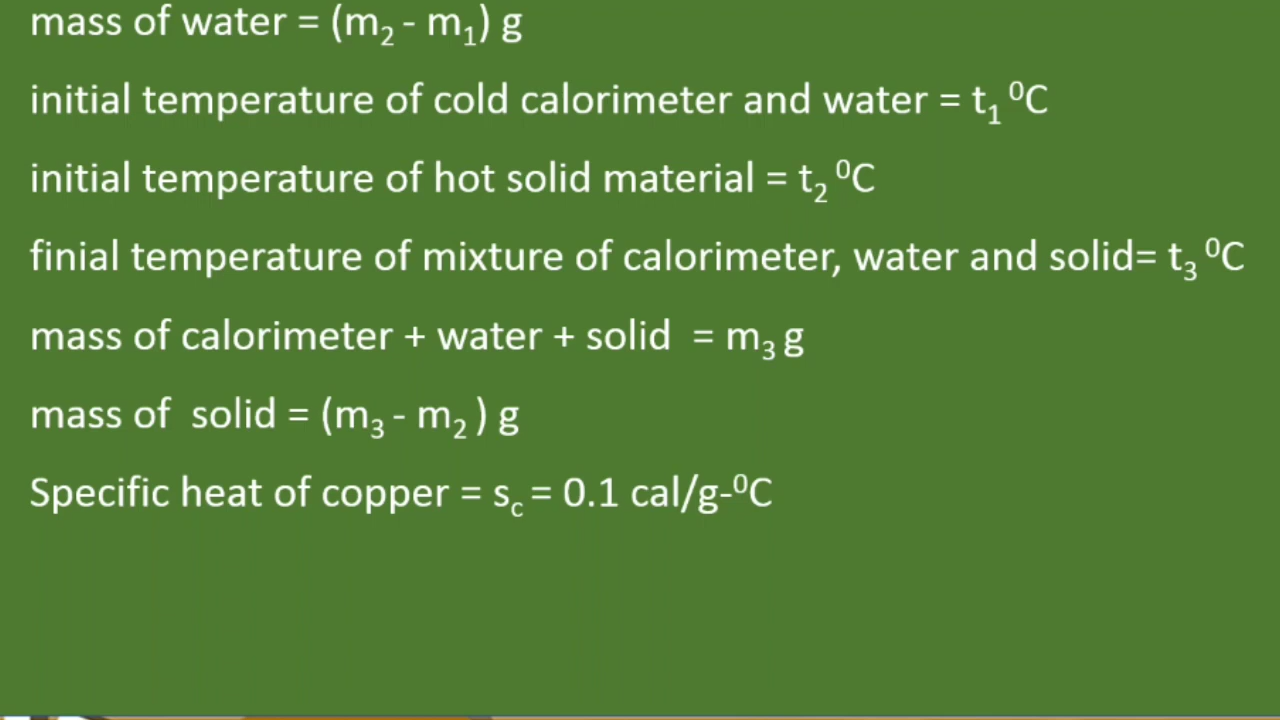 mass of water = (m₂ - m₁) g
initial temperature of cold calorimeter and water = t₁ ⁰C
initial temperature of hot solid material = t₂ ⁰C
finial temperature of mixture of calorimeter, water and solid= t₃ ⁰C
mass of calorimeter + water + solid = m₃ g
mass of solid = (m₃ - m₂ ) g
Specific heat of copper = s꜀ = 0.1 cal/g-⁰C